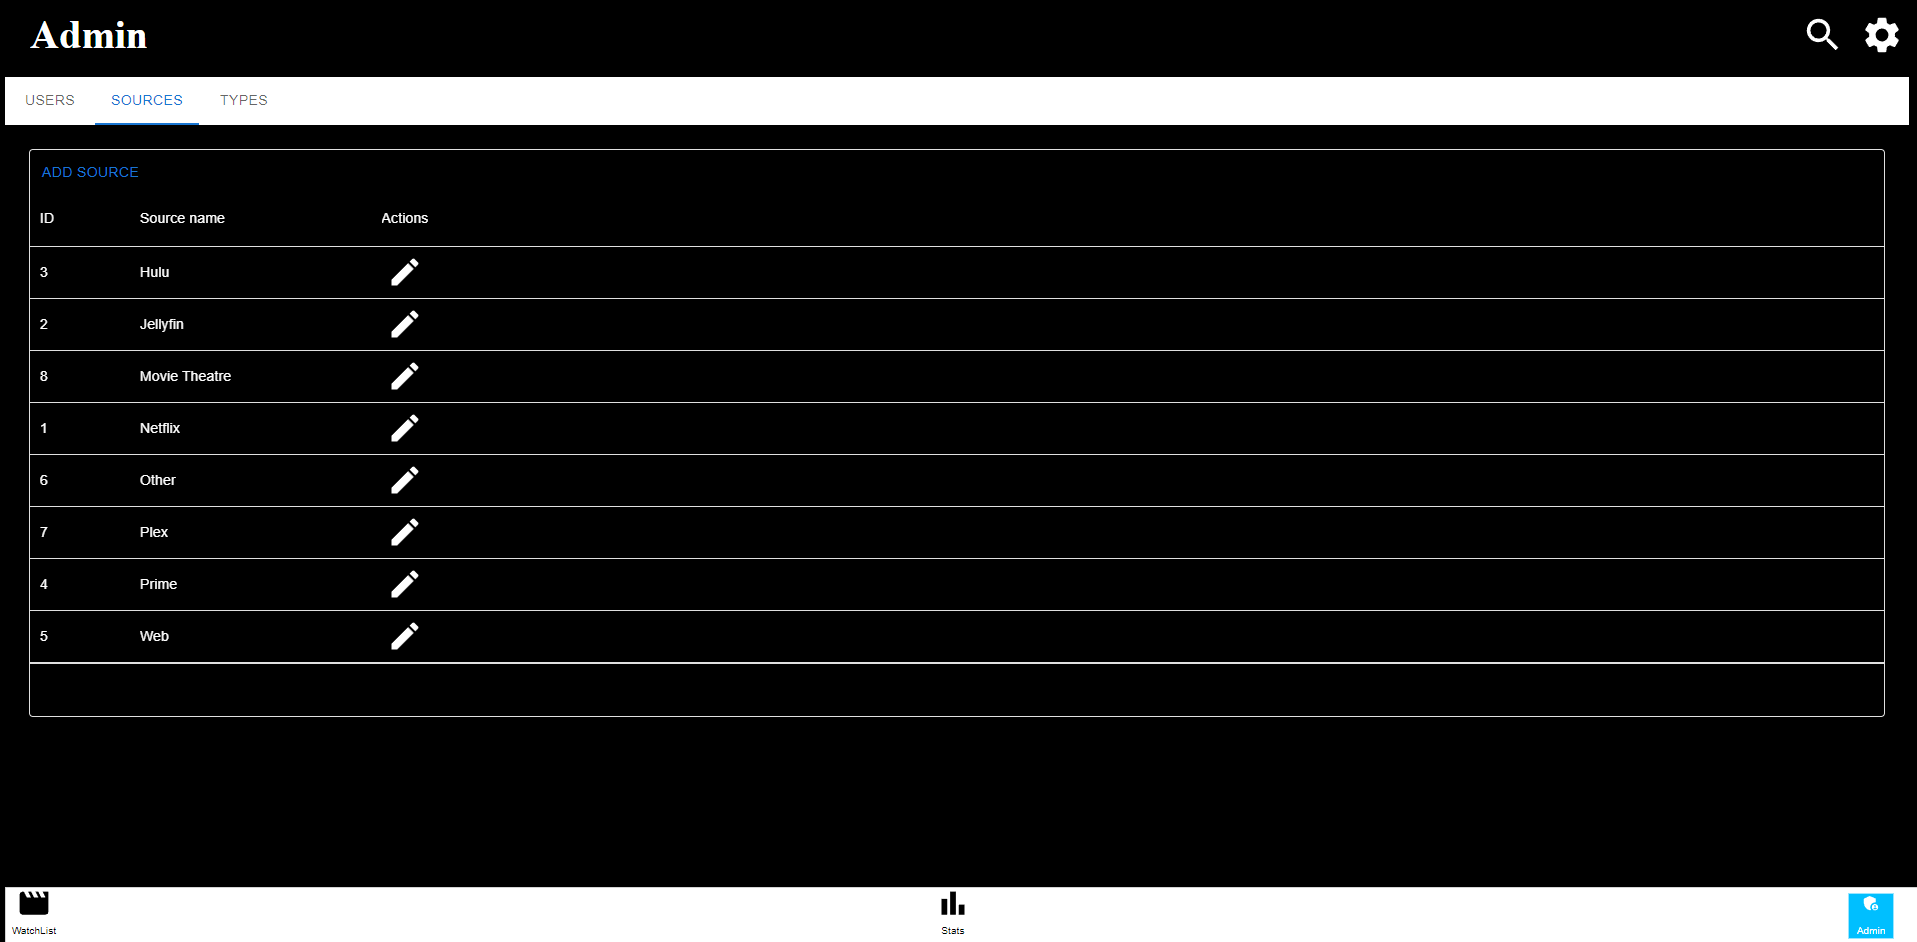 Admin
USERS SOURCES TYPES
ADD SOURCE
ID Source name Actions
3 Hulu
2 Jellyfin
8 Movie Theatre
1 Netflix
6 Other
7 Plex
4 Prime
5 Web
WatchList Stats Admin